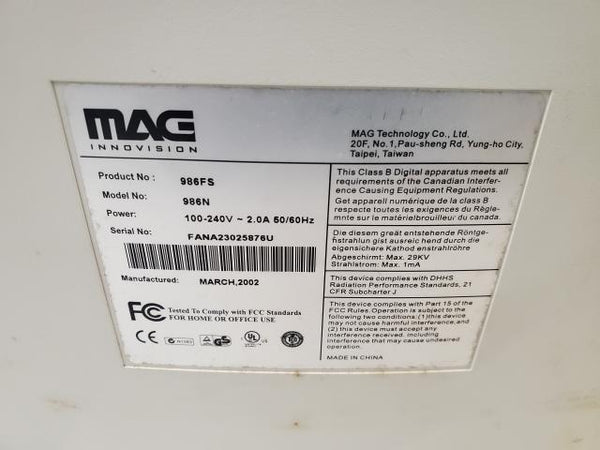 MAG
INNOVISION
MAG Technology Co., Ltd.
20F, No.1,Pau-sheng Rd, Yung-ho City,
Taipei, Taiwan
Product No : 986FS
Model No: 986N
Power: 100-240V ~ 2.0A 50/60Hz
Serial No: FANA23025876U
Manufactured: MARCH,2002
FC Tested To Comply with FCC Standards
FOR HOME OR OFFICE USE
CE
UL
This Class B Digital apparatus meets all
requirements of the Canadian Interfer-
ence Causing Equipment Regulations.
Get appareil numérique de la class B
respecte toutes les exigences du Règle-
mnte sur le matérielbrouilleur du canada.
Die diesem gerät entstehende Röntge-
fistrahlun gist ausreic hend durch die
eigensichere Kathod enstrahlröhre
Abgeschirmt: Max. 29KV
Strahlstrom: Max. 1mA
This device complies with DHHS
Radiation Performance Standards, 21
CFR Subcharter J
This device complies with Part 15 of the
FCC Rules. Operation is subject to the
following two conditions:(1)this device
may not cause harmful interference,and
(2) this device must accept any
interference received. including
interference that may cause undesired
operation.
MADE IN CHINA